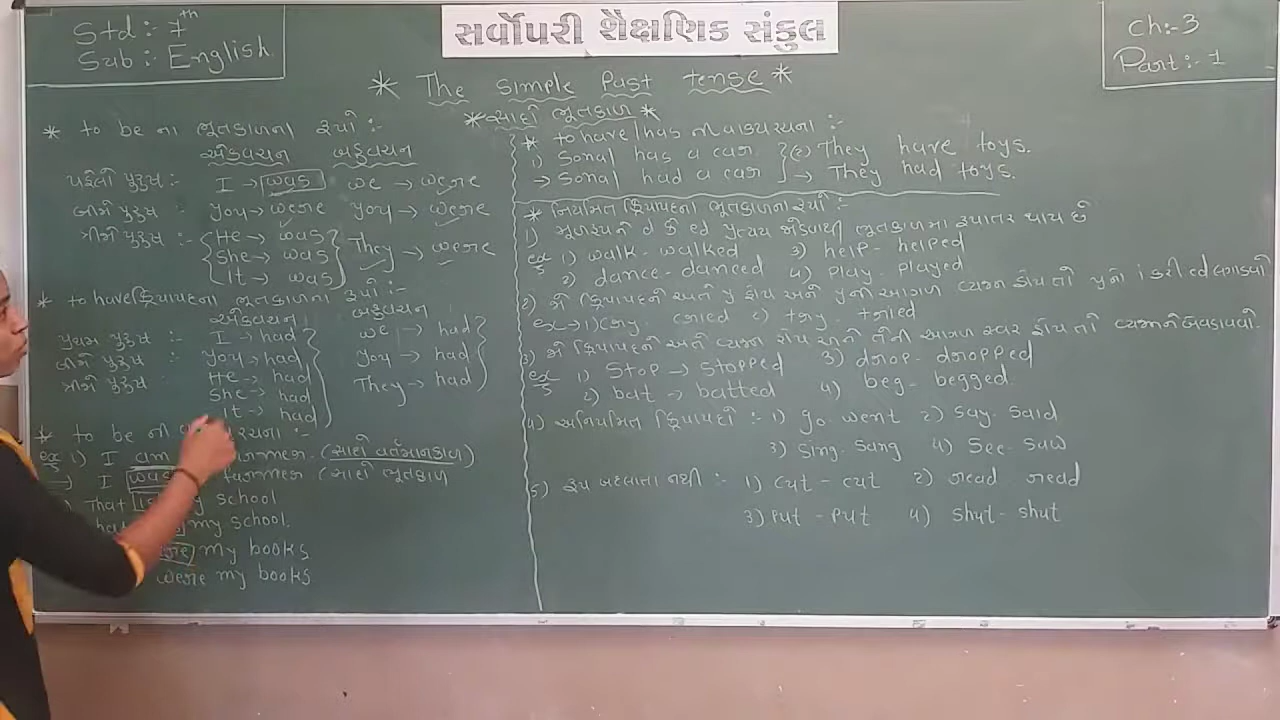 Std :- 7th
Sub :- English
સર્વોપરી શૈક્ષણિક સંકુલ
Ch:-3
Part:- 1
* The simple Past tense *
* સાદો ભૂતકાળ *
* to be ના ભૂતકાળના રૂપો :-
એકવચન બહુવચન
પહેલો પુરુષ :- I → was we → were
બીજો પુરુષ :- You → were you → were
ત્રીજો પુરુષ :- He → was They → were
She → was
It → was
* to have ક્રિયાપદના ભૂતકાળના રૂપો :-
એકવચન બહુવચન
પ્રથમ પુરુષ :- I → had we → had
બીજો પુરુષ :- You → had you → had
ત્રીજો પુરુષ :- He → had They → had
She → had
It → had
* to be ની રચના :-
ex 1) I am farmer. (સાદો વર્તમાનકાળ)
→ I was farmer (સાદો ભૂતકાળ
That is my school
my school.
my books
were my books
* to have/has ની વાક્યરચના :-
1) Sonal has a car. (2) They have toys.
→ Sonal had a car → They had toys.
* નિયમિત ક્રિયાપદના ભૂતકાળના રૂપો :-
1) મૂળરૂપને d કે ed પ્રત્યય જોડવાથી ભૂતકાળમા રૂપાતર થાય છે
ex 1) walk - walked 3) help - helped
2) dance - danced 4) play - played
2) જે ક્રિયાપદને અંતે y હોય અને yની આગળ વ્યંજન હોય તો yનો i કરી ed લગાડવો
ex → 1) cry - cried 2) try - tried
3) જે ક્રિયાપદની અંતે વ્યંજન હોય અને તેની આગળ સ્વર હોય તો વ્યંજનને બેવડાવવો.
ex 1) Stop → stopped 3) drop - dropped
2) bat → batted 4) beg - begged.
4) અનિયમિત ક્રિયાપદો :- 1) go - went 2) say - said
3) sing - sang 4) see - saw
5) રૂપ બદલાતા નથી :- 1) cut - cut 2) read - read
3) Put - Put 4) shut - shut